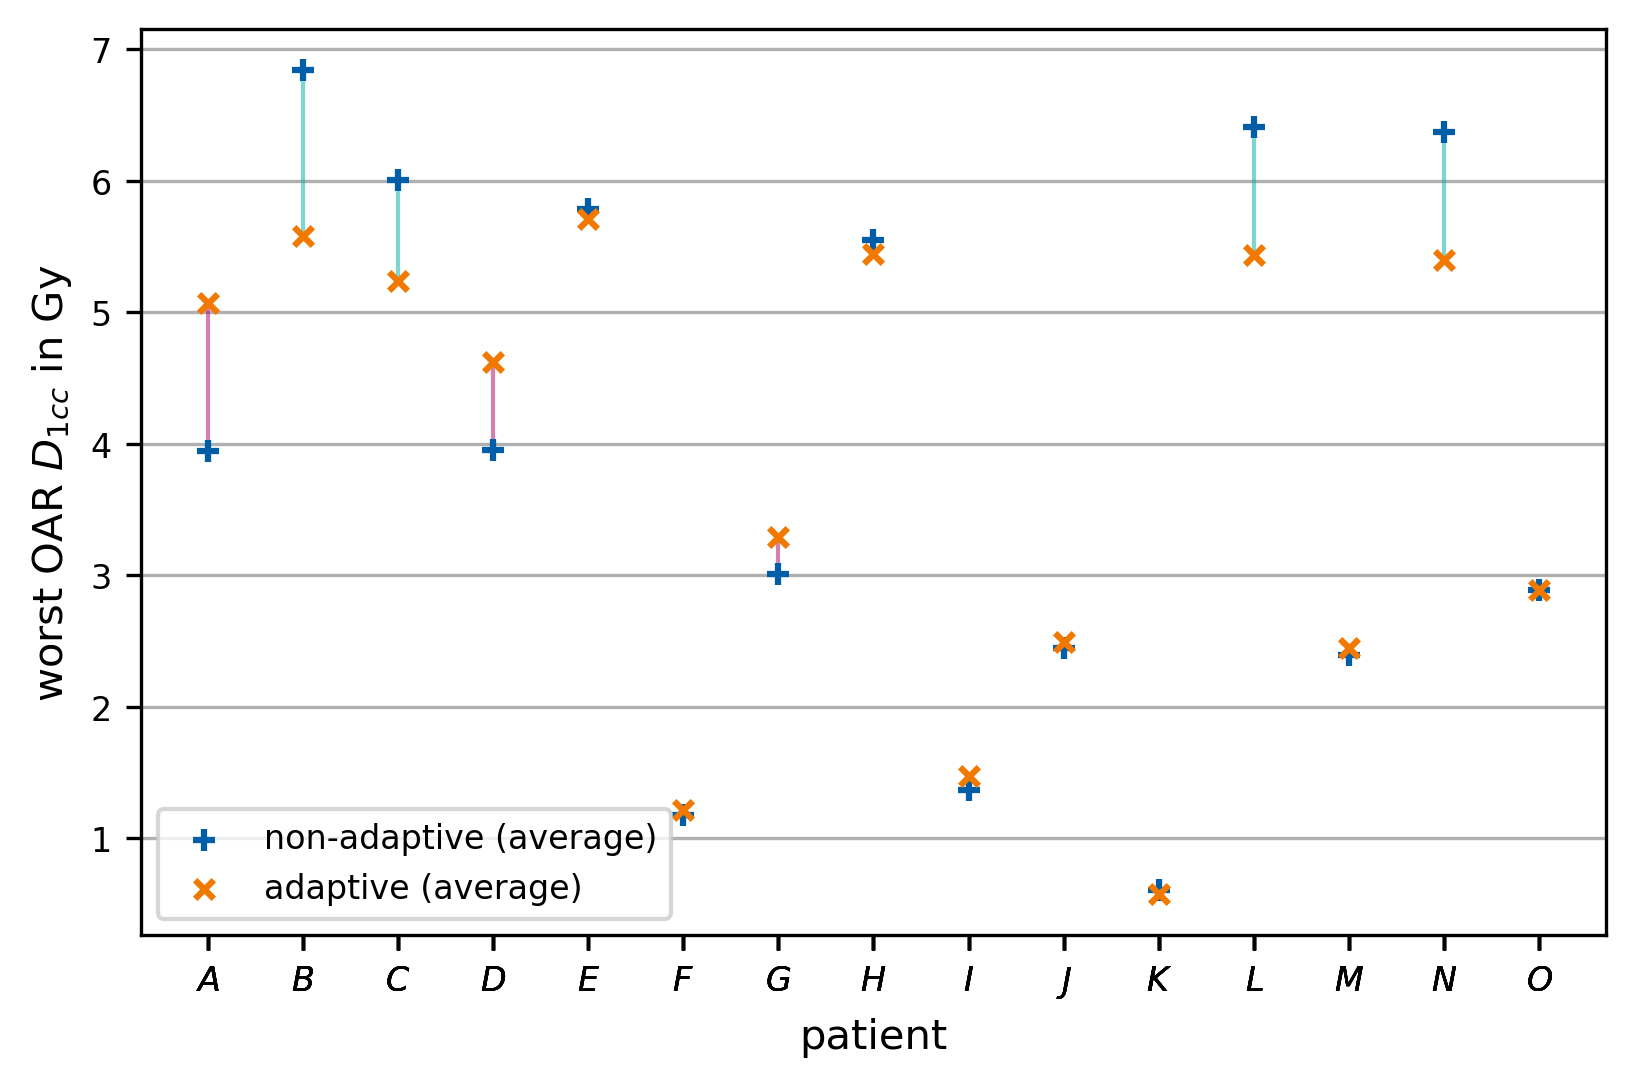 7
6
5
4
3
2
1
worst OAR D1cc in Gy
non-adaptive (average)
adaptive (average)
A B C D E F G H I J K L M N O
patient